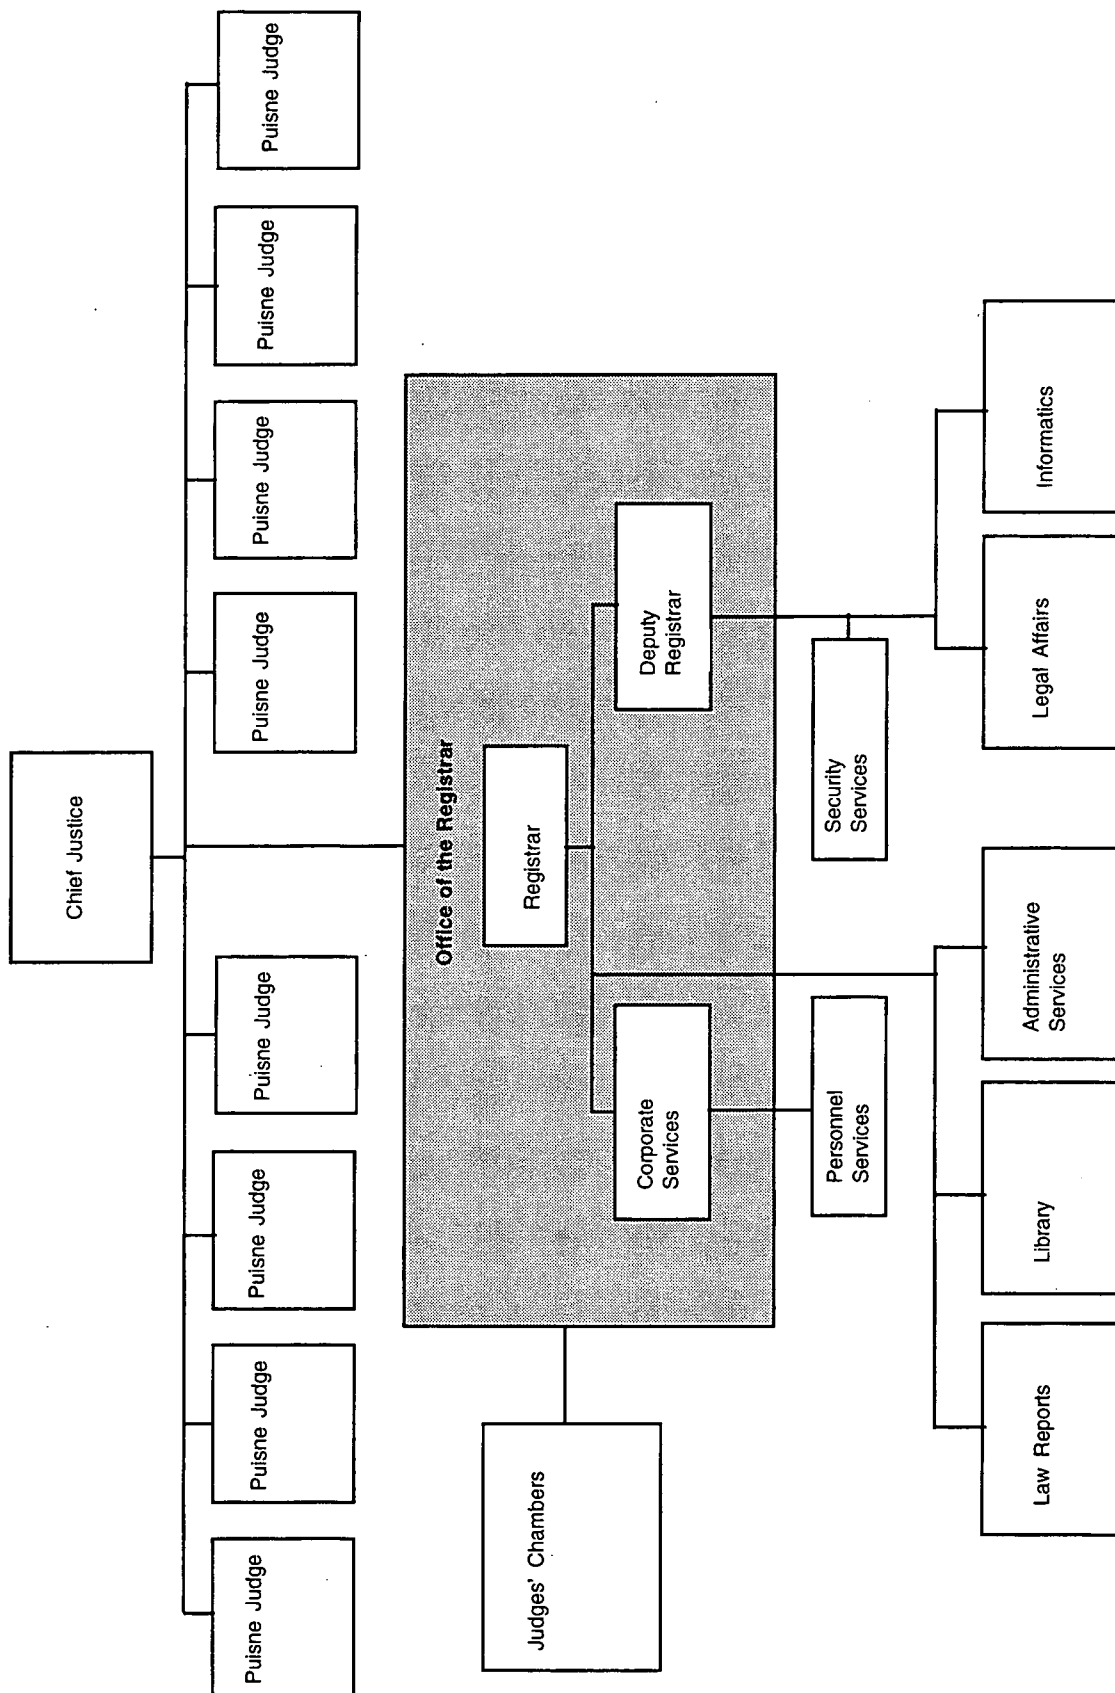 Chief Justice
Puisne Judge
Puisne Judge
Puisne Judge
Puisne Judge
Puisne Judge
Puisne Judge
Puisne Judge
Puisne Judge
Office of the Registrar
Judges' Chambers
Registrar
Corporate
Services
Deputy
Registrar
Personnel
Services
Security
Services
Law Reports
Library
Administrative
Services
Legal Affairs
Informatics